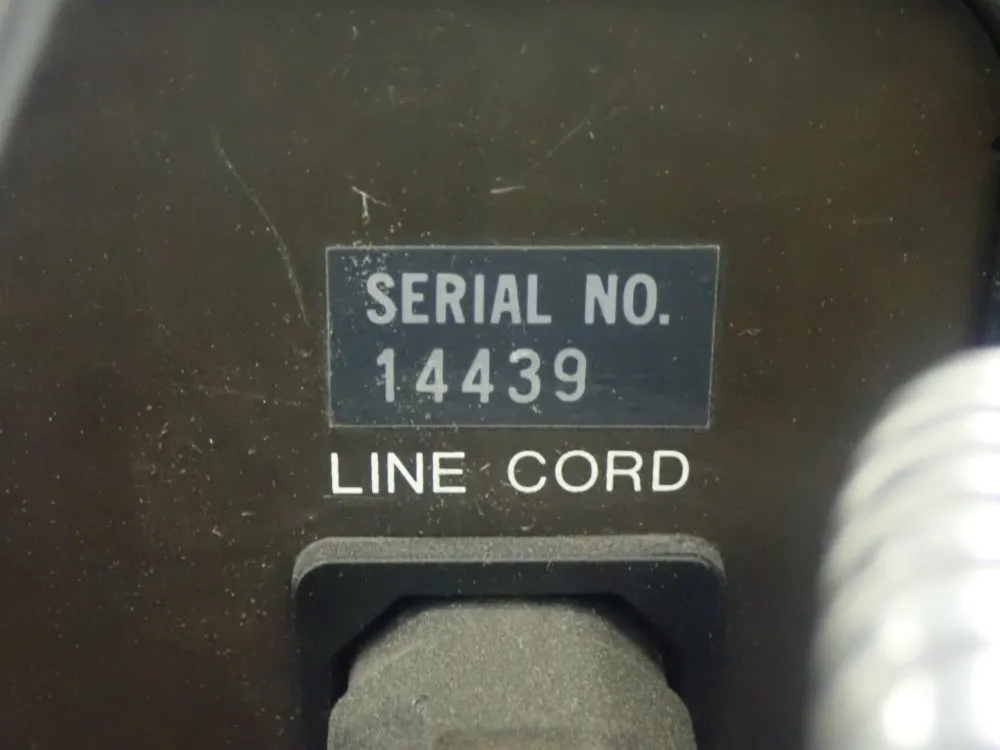 SERIAL NO.
14439
LINE CORD